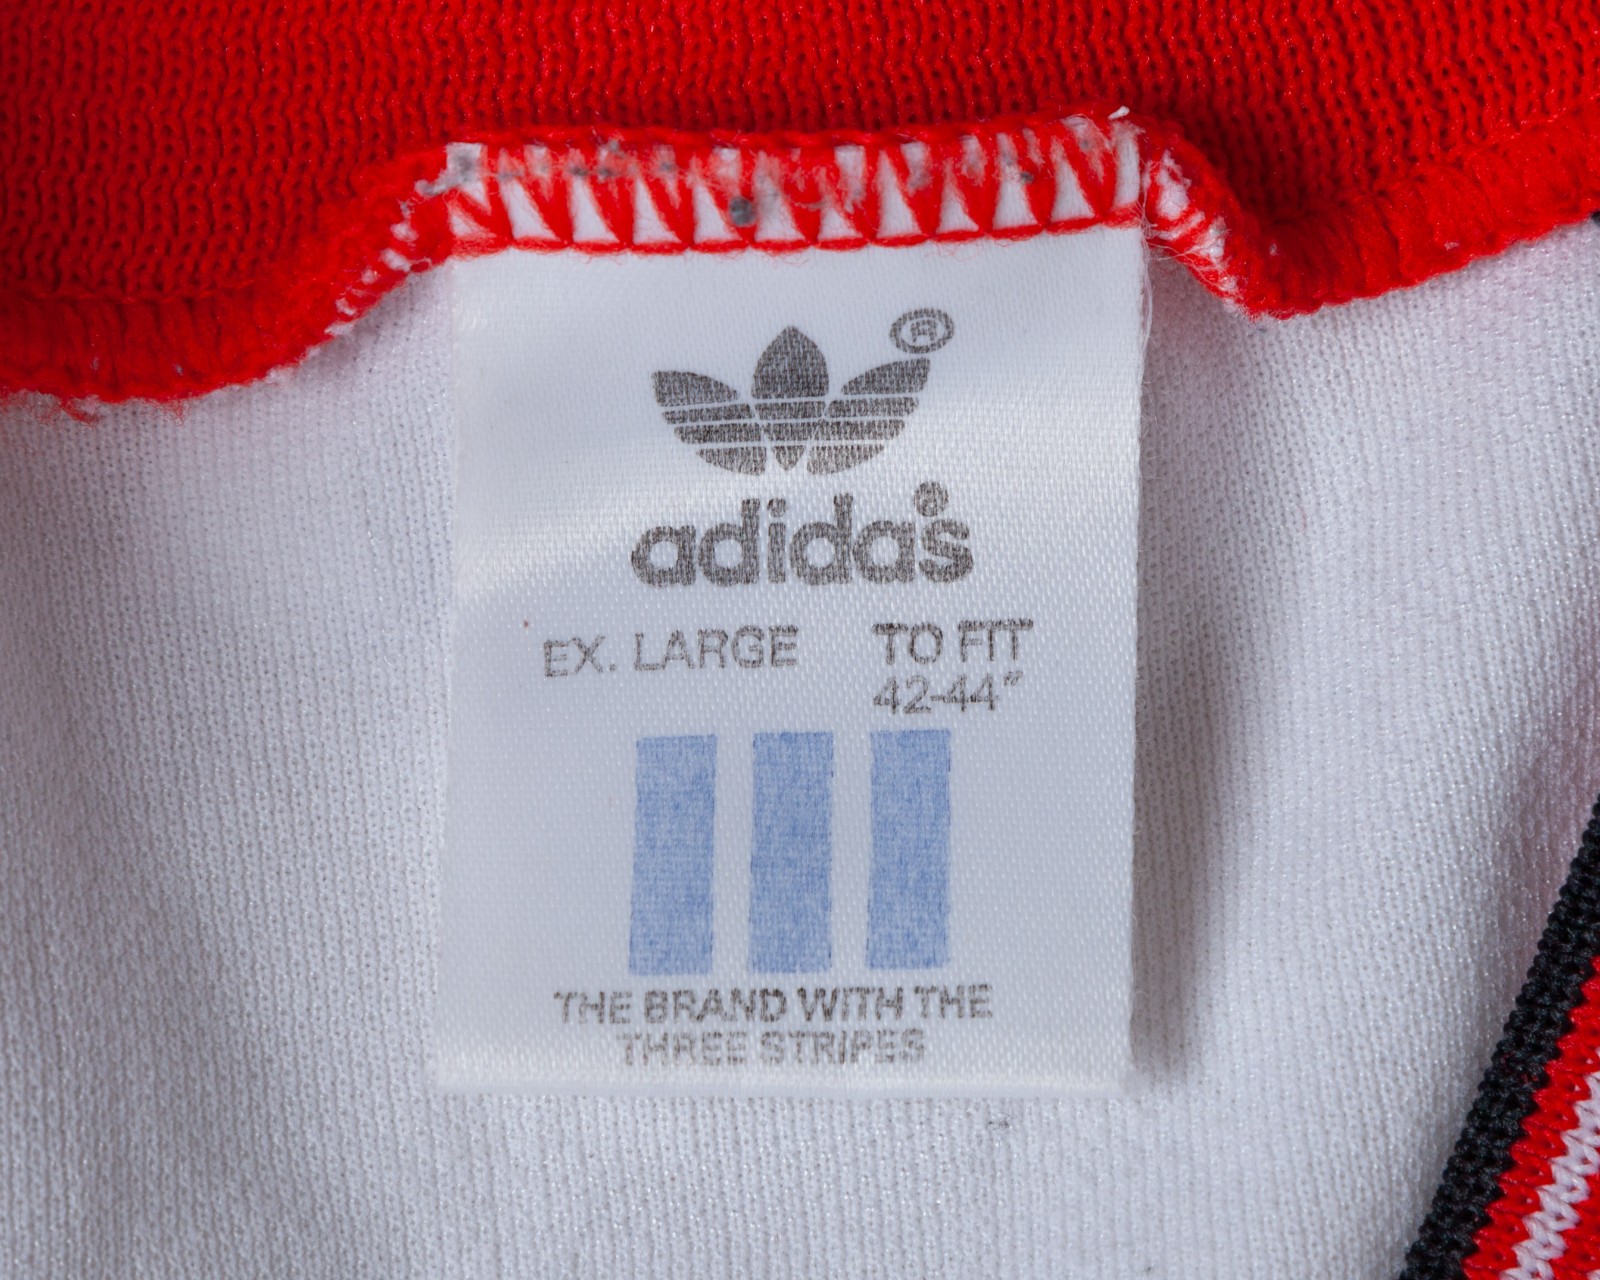 ®
adidas®
EX. LARGE TO FIT
42-44"
THE BRAND WITH THE
THREE STRIPES